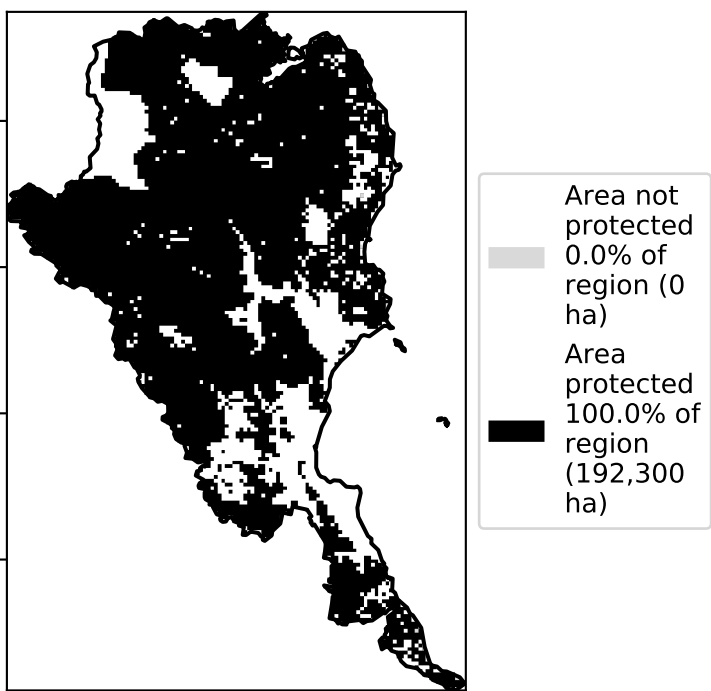 Area not
protected
0.0% of
region (0
ha)
Area
protected
100.0% of
region
(192,300
ha)